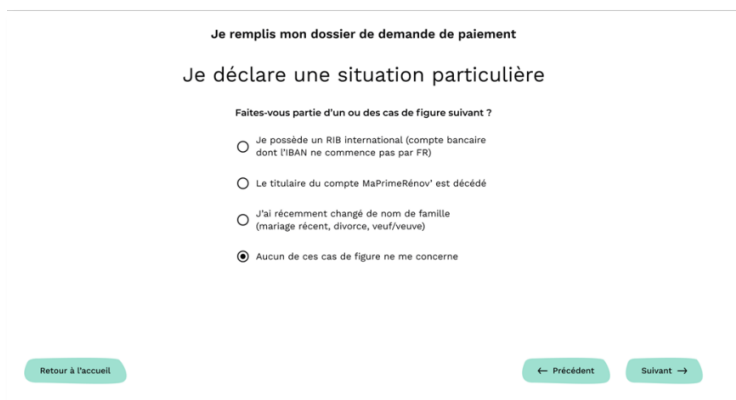 Je remplis mon dossier de demande de paiement
Je déclare une situation particulière
Faites-vous partie d'un ou des cas de figure suivant ?
Je possède un RIB international (compte bancaire
dont l'IBAN ne commence pas par FR)
Le titulaire du compte MaPrimeRénov' est décédé
J'ai récemment changé de nom de famille
(mariage récent, divorce, veuf/veuve)
Aucun de ces cas de figure ne me concerne
Retour à l'accueil
← Précédent
Suivant →